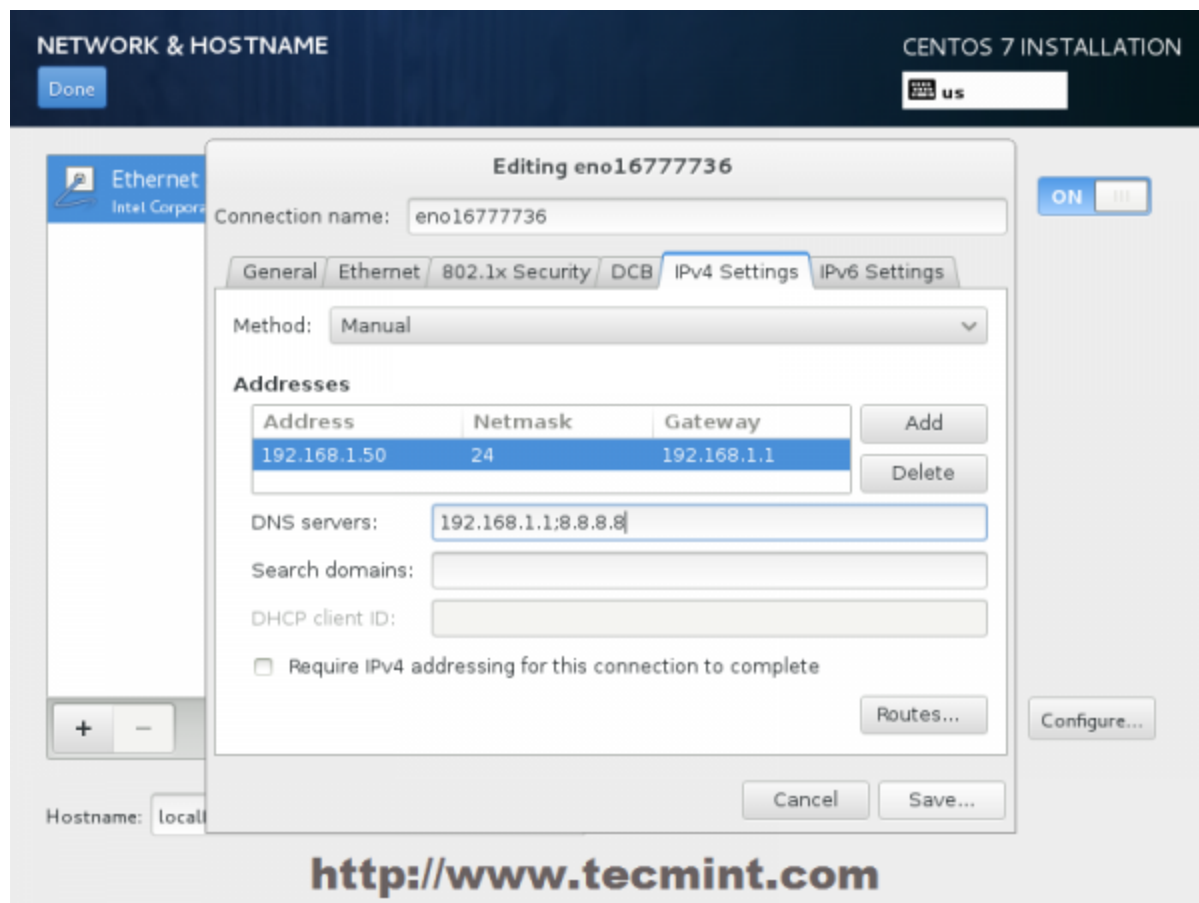 NETWORK & HOSTNAME
CENTOS 7 INSTALLATION
Done
us
Editing eno16777736
Ethernet
Intel Corpora
ON
Connection name: eno16777736
General Ethernet 802.1x Security DCB IPv4 Settings IPv6 Settings
Method: Manual
Addresses
Address Netmask Gateway
Add
192.168.1.50 24 192.168.1.1
Delete
DNS servers: 192.168.1.1;8.8.8.8
Search domains:
DHCP client ID:
Require IPv4 addressing for this connection to complete
Routes...
+ −
Configure...
Cancel Save...
Hostname: local
http://www.tecmint.com